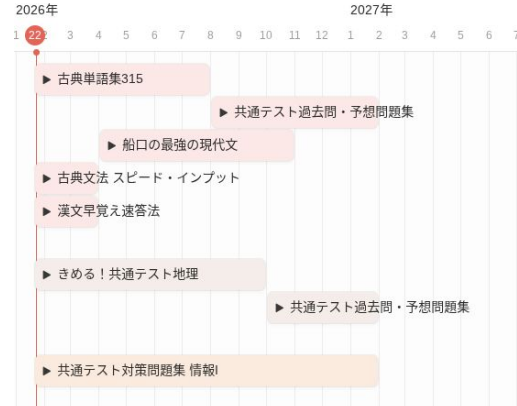 2026年 2027年
1 22 2 3 4 5 6 7 8 9 10 11 12 1 2 3 4 5 6 7
▶ 古典単語集315
▶ 共通テスト過去問・予想問題集
▶ 船口の最強の現代文
▶ 古典文法 スピード・インプット
▶ 漢文早覚え速答法
▶ きめる！共通テスト地理
▶ 共通テスト過去問・予想問題集
▶ 共通テスト対策問題集 情報I